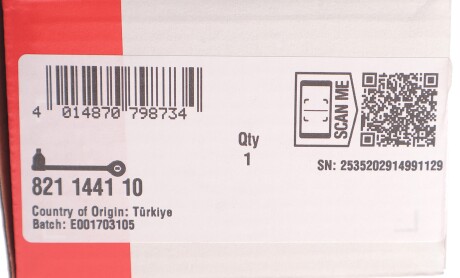 4 014870 798734
SCAN ME
Qty
1
SN: 2535202914991129
821 1441 10
Country of Origin: Türkiye
Batch: E001703105